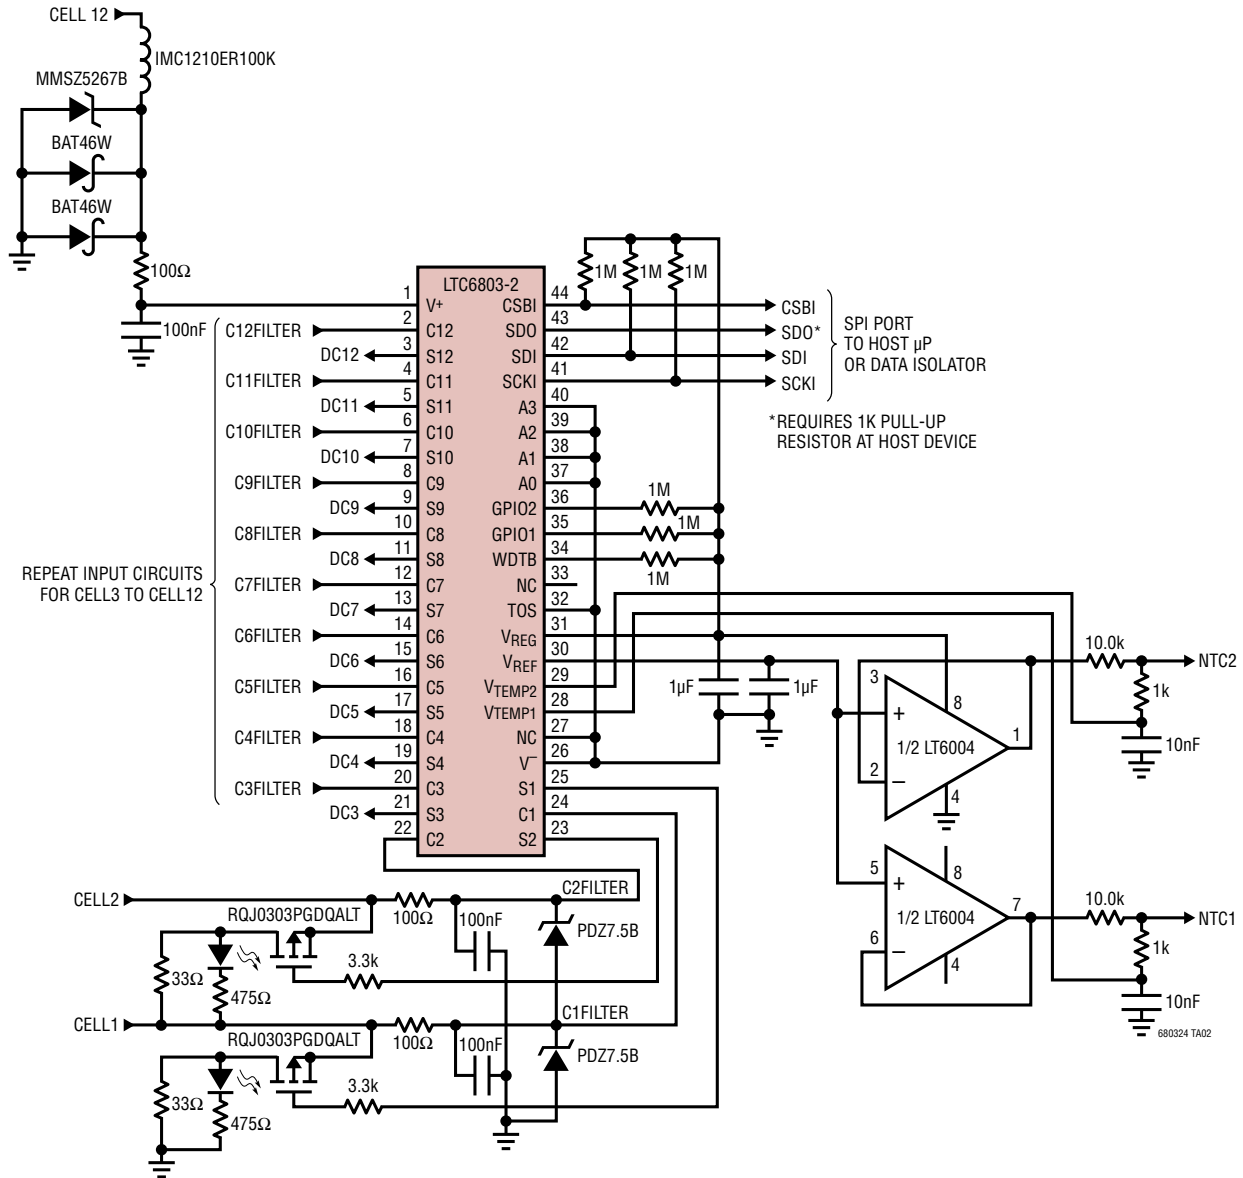 CELL 12
IMC1210ER100K
MMSZ5267B
BAT46W
BAT46W
100Ω
100nF
LTC6803-2
1 V+ CSBI 44
2 C12 SDO 43
3 S12 SDI 42
4 C11 SCKI 41
5 S11 A3 40
6 C10 A2 39
7 S10 A1 38
8 C9 A0 37
9 S9 GPIO2 36
10 C8 GPIO1 35
11 S8 WDTB 34
12 C7 NC 33
13 S7 TOS 32
14 C6 VREG 31
15 S6 VREF 30
16 C5 VTEMP2 29
17 S5 VTEMP1 28
18 C4 NC 27
19 S4 V– 26
20 C3 S1 25
21 S3 C1 24
22 C2 S2 23
C12FILTER
DC12
C11FILTER
DC11
C10FILTER
DC10
C9FILTER
DC9
C8FILTER
DC8
C7FILTER
DC7
C6FILTER
DC6
C5FILTER
DC5
C4FILTER
DC4
C3FILTER
DC3
REPEAT INPUT CIRCUITS
FOR CELL3 TO CELL12
1M
1M
1M
CSBI
SDO*
SDI
SCKI
SPI PORT
TO HOST µP
OR DATA ISOLATOR
*REQUIRES 1K PULL-UP
RESISTOR AT HOST DEVICE
1M
1M
1M
1µF
1µF
3
+
8
1/2 LT6004
1
2
–
4
10.0k
NTC2
1k
10nF
5
+
8
1/2 LT6004
7
6
–
4
10.0k
NTC1
1k
10nF
680324 TA02
CELL2
RQJ0303PGDQALT
100Ω
100nF
C2FILTER
PDZ7.5B
33Ω
475Ω
3.3k
CELL1
RQJ0303PGDQALT
100Ω
100nF
C1FILTER
PDZ7.5B
33Ω
475Ω
3.3k